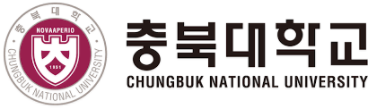 충북대학교
NOVAAPERIO
1951
CHUNGBUK NATIONAL UNIVERSITY
충북대학교
CHUNGBUK NATIONAL UNIVERSITY